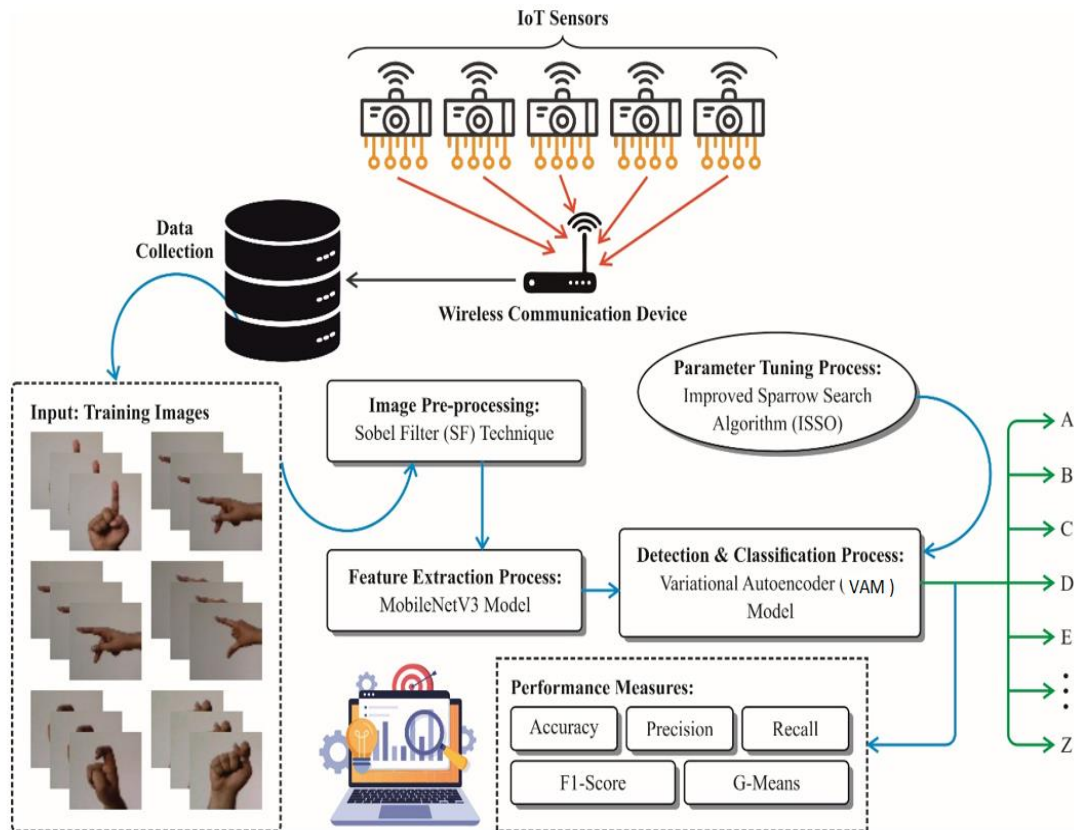 IoT Sensors
Data
Collection
Wireless Communication Device
Input: Training Images
Image Pre-processing:
Sobel Filter (SF) Technique
Parameter Tuning Process:
Improved Sparrow Search
Algorithm (ISSO)
Feature Extraction Process:
MobileNetV3 Model
Detection & Classification Process:
Variational Autoencoder ( VAM )
Model
A
B
C
D
E
Z
Performance Measures:
Accuracy
Precision
Recall
F1-Score
G-Means